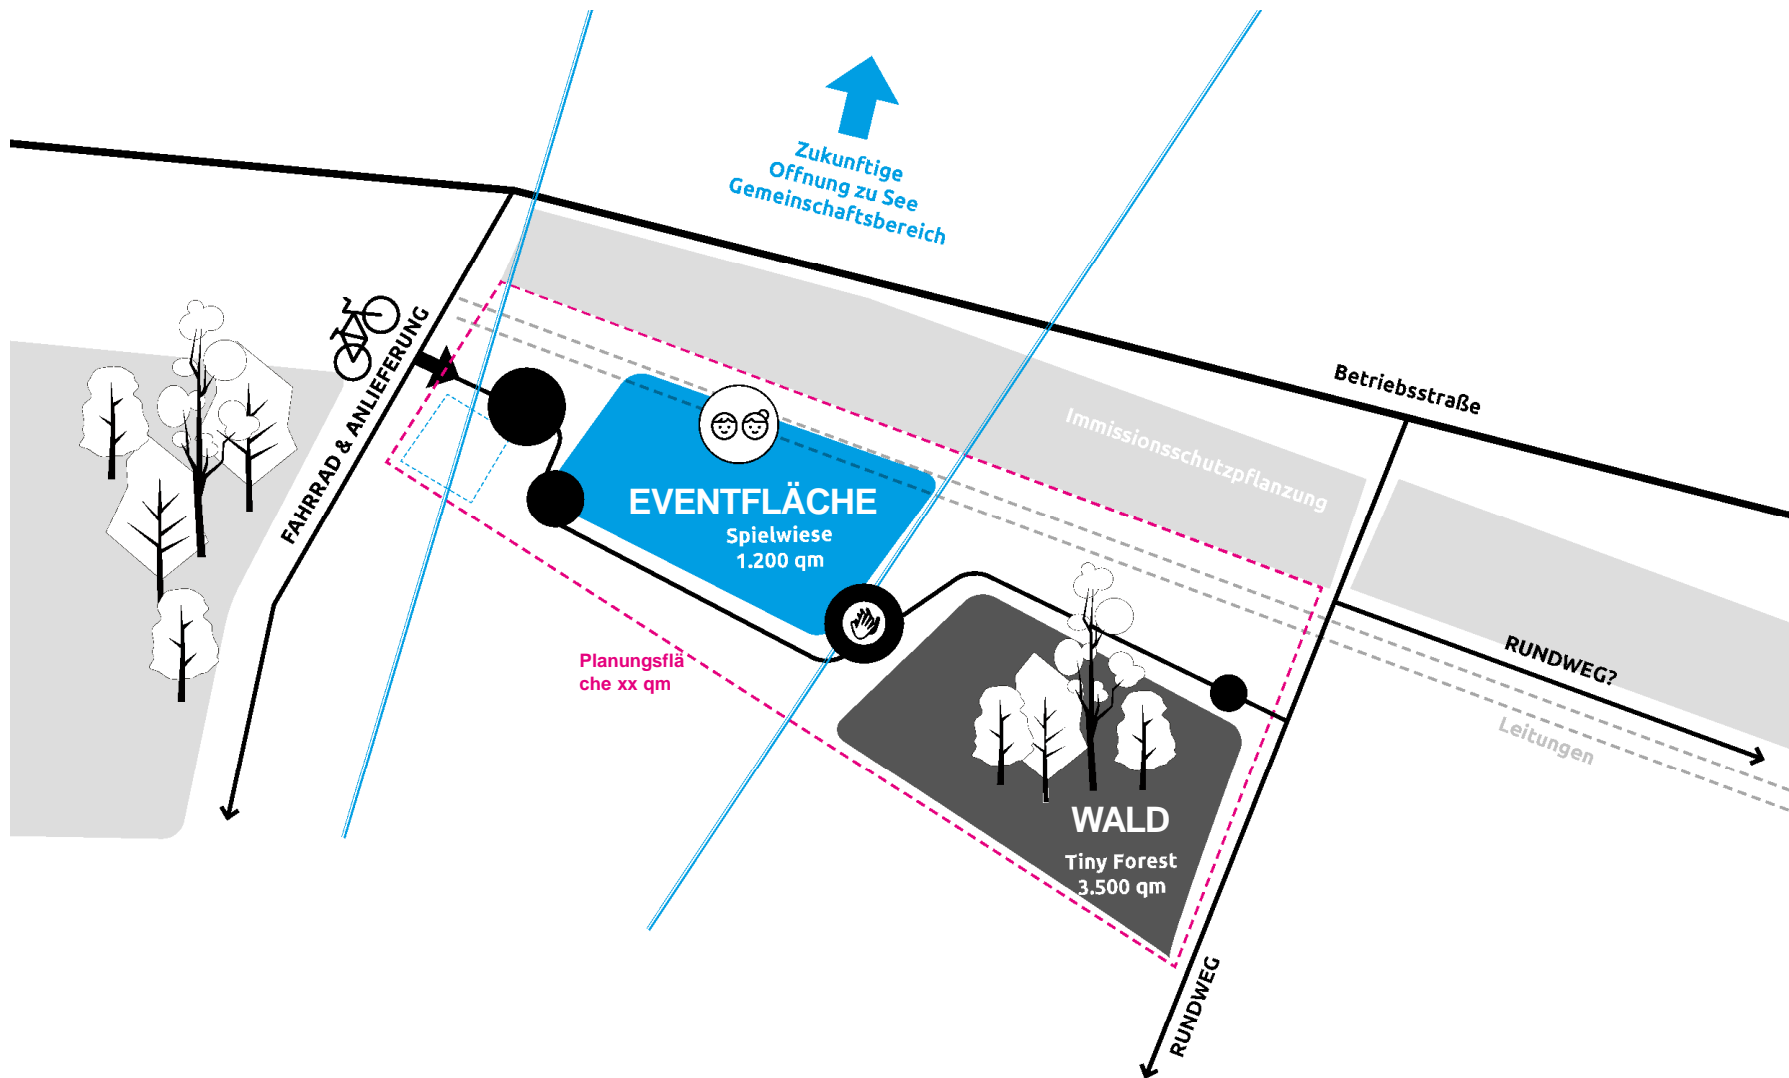 Zukunftige
Offnung zu See
Gemeinschaftsbereich
Betriebsstraße
Immissionsschutzpflanzung
FAHRRAD & ANLIEFERUNG
EVENTFLÄCHE
Spielwiese
1.200 qm
Planungsflä
che xx qm
RUNDWEG?
Leitungen
WALD
Tiny Forest
3.500 qm
RUNDWEG